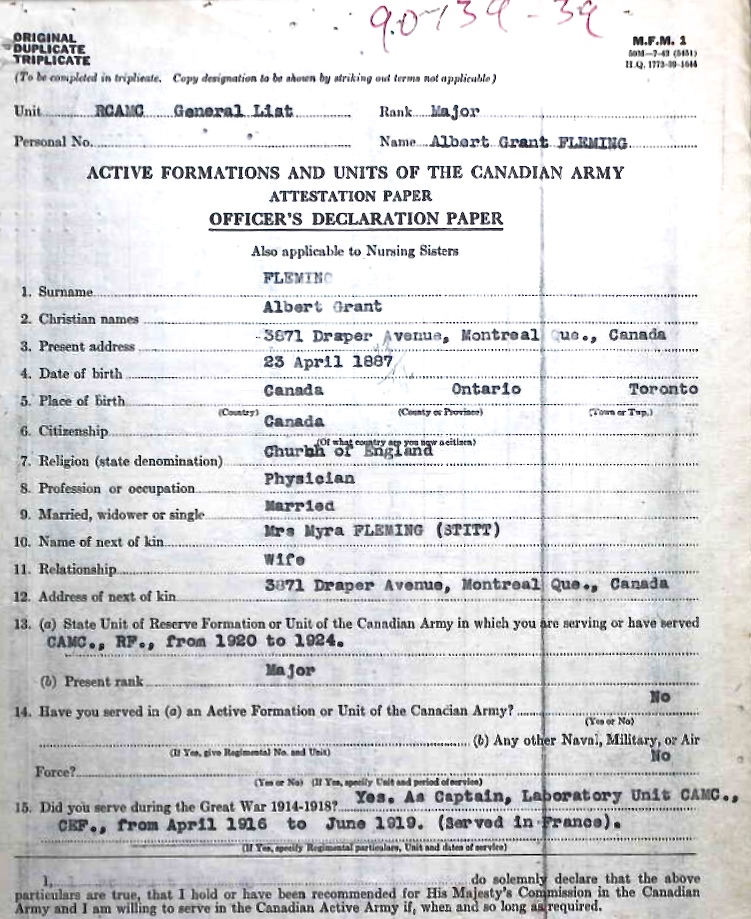 90-139-39
ORIGINAL
DUPLICATE
TRIPLICATE
M.F.M. 1
500M—7-42 (5451)
H.Q. 1772-39-1644
(To be completed in triplicate. Copy designation to be shown by striking out terms not applicable)
Unit RCAMC General List Rank Major
Personal No. Name Albert Grant FLEMING
ACTIVE FORMATIONS AND UNITS OF THE CANADIAN ARMY
ATTESTATION PAPER
OFFICER'S DECLARATION PAPER
Also applicable to Nursing Sisters
1. Surname FLEMING
2. Christian names Albert Grant
3. Present address 3871 Draper Avenue, Montreal Que., Canada
4. Date of birth 23 April 1887
5. Place of birth Canada Ontario Toronto
(Country) (County or Province) (Town or Twp.)
6. Citizenship Canada
(Of what country are you now a citizen)
7. Religion (state denomination) Church of England
8. Profession or occupation Physician
9. Married, widower or single Married
10. Name of next of kin Mrs Myra FLEMING (STITT)
11. Relationship Wife
12. Address of next of kin 3871 Draper Avenue, Montreal Que., Canada
13. (a) State Unit of Reserve Formation or Unit of the Canadian Army in which you are serving or have served
CAMC., RF., from 1920 to 1924.
(b) Present rank Major
14. Have you served in (a) an Active Formation or Unit of the Canadian Army? No
(Yes or No)
(b) Any other Naval, Military, or Air
(If Yes, give Regimental No. and Unit)
Force? No
(Yes or No) (If Yes, specify Unit and period of service)
15. Did you serve during the Great War 1914-1918? Yes. As Captain, Laboratory Unit CAMC.,
CEF., from April 1916 to June 1919. (Served in France).
(If Yes, specify Regimental particulars, Unit and dates of service)
I, do solemnly declare that the above
particulars are true, that I hold or have been recommended for His Majesty's Commission in the Canadian
Army and I am willing to serve in the Canadian Active Army if, when and so long as required.